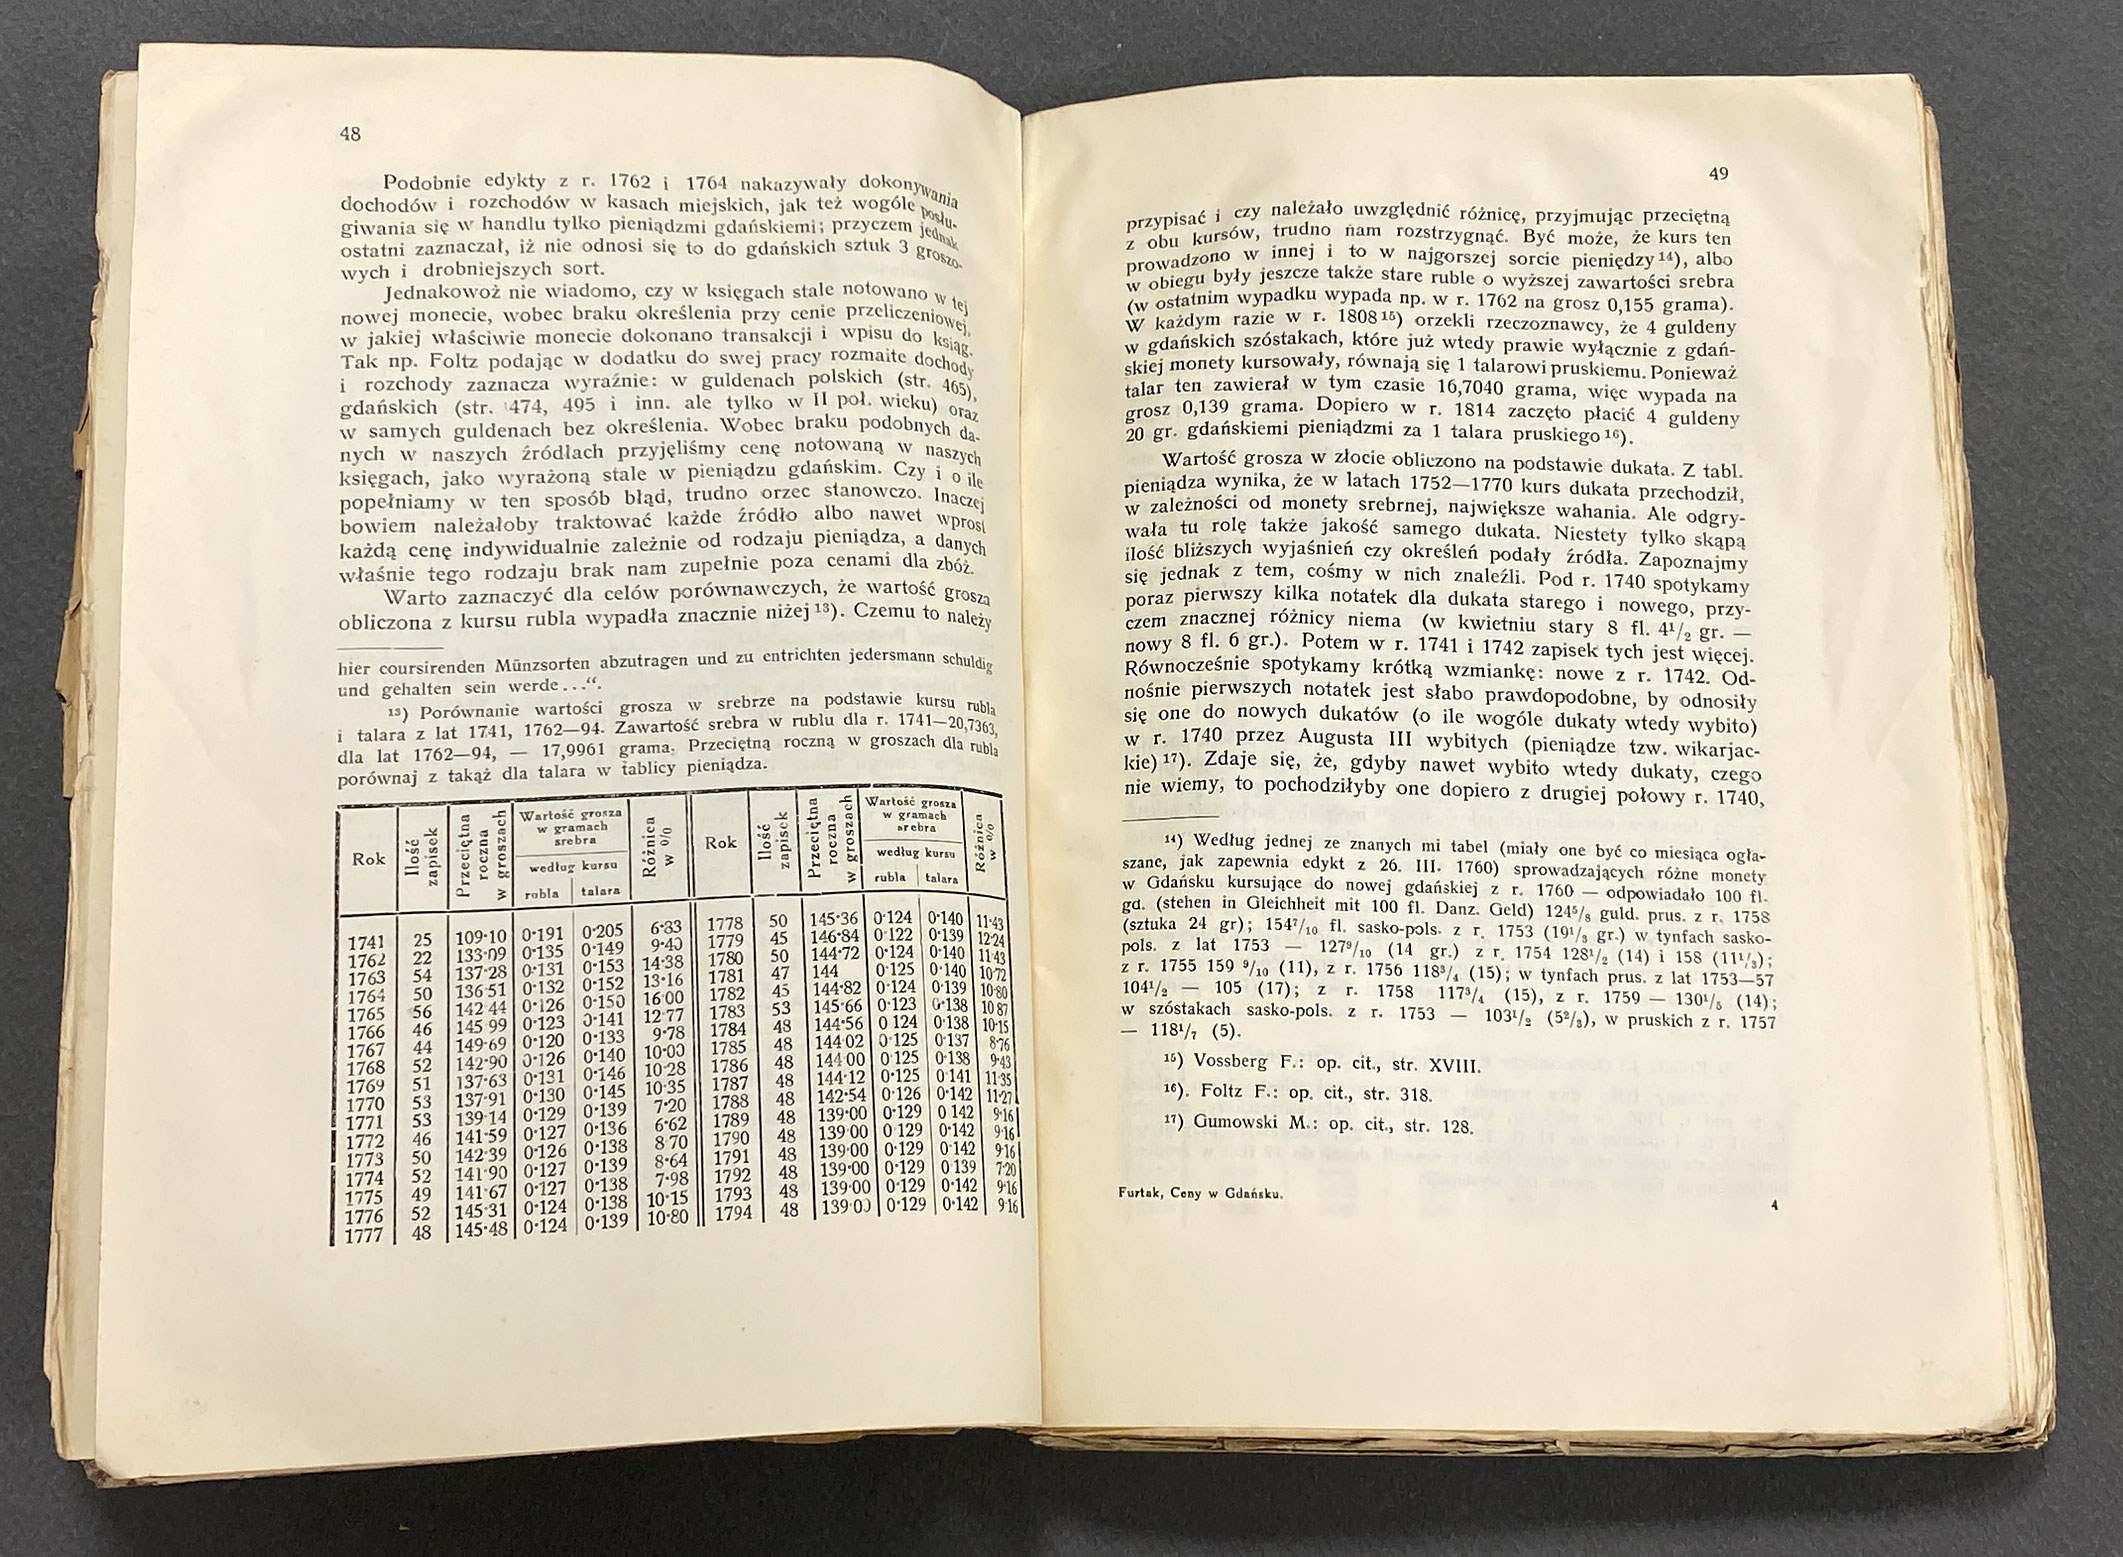 48
Podobnie edykty z r. 1762 i 1764 nakazywały dokonywania
dochodów i rozchodów w kasach miejskich, jak też wogóle posłu-
giwania się w handlu tylko pieniądzmi gdańskiemi; przyczem jednak
ostatni zaznaczał, iż nie odnosi się to do gdańskich sztuk 3 groszo-
wych i drobniejszych sort.
Jednakowoż nie wiadomo, czy w księgach stale notowano w tej
nowej monecie, wobec braku określenia przy cenie przeliczeniowej,
w jakiej właściwie monecie dokonano transakcji i wpisu do ksiąg.
Tak np. Foltz podając w dodatku do swej pracy rozmaite dochody
i rozchody zaznacza wyraźnie: w guldenach polskich (str. 465),
gdańskich (str. 474, 495 i inn. ale tylko w II poł. wieku) oraz
w samych guldenach bez określenia. Wobec braku podobnych da-
nych w naszych źródłach przyjęliśmy cenę notowaną w naszych
księgach, jako wyrażoną stale w pieniądzu gdańskim. Czy i o ile
popełniamy w ten sposób błąd, trudno orzec stanowczo. Inaczej
bowiem należałoby traktować każde źródło albo nawet wprost
każdą cenę indywidualnie zależnie od rodzaju pieniądza, a danych
właśnie tego rodzaju brak nam zupełnie poza cenami dla zbóż.
Warto zaznaczyć dla celów porównawczych, że wartość grosza
obliczona z kursu rubla wypadła znacznie niżej ¹³). Czemu to należy
hier coursirenden Münzsorten abzutragen und zu entrichten jedersmann schuldig
und gehalten sein werde...“.
¹³) Porównanie wartości grosza w srebrze na podstawie kursu rubla
i talara z lat 1741, 1762—94. Zawartość srebra w rublu dla r. 1741—20,7363,
dla lat 1762—94, — 17,9961 grama. Przeciętną roczną w groszach dla rubla
porównaj z takąż dla talara w tablicy pieniądza.
Rok | Ilość zapisek | Przeciętna roczna w groszach | Wartość grosza w gramach srebra według kursu rubla | talara | Różnica w %
1741 25 109·10 0·191 0·205 6·83
1762 22 133·09 0·135 0·149 9·40
1763 54 137·28 0·131 0·153 14·38
1764 50 136·51 0·132 0·152 13·16
1765 56 142·44 0·126 0·150 16·00
1766 46 145·99 0·123 0·141 12·77
1767 44 149·69 0·120 0·133 9·78
1768 52 142·90 0·126 0·140 10·00
1769 51 137·63 0·131 0·146 10·28
1770 53 137·91 0·130 0·145 10·35
1771 53 139·14 0·129 0·139 7·20
1772 46 141·59 0·127 0·136 6·62
1773 50 142·39 0·126 0·138 8·70
1774 52 141·90 0·127 0·139 8·64
1775 49 141·67 0·127 0·138 7·98
1776 52 145·31 0·124 0·138 10·15
1777 48 145·48 0·124 0·139 10·80
Rok | Ilość zapisek | Przeciętna roczna w groszach | Wartość grosza w gramach srebra według kursu rubla | talara | Różnica w %
1778 50 145·36 0·124 0·140 11·43
1779 45 146·84 0·122 0·139 12·24
1780 50 144·72 0·124 0·140 11·43
1781 47 144 0·125 0·140 10·72
1782 45 144·82 0·124 0·139 10·80
1783 53 145·66 0·123 0·138 10·87
1784 48 144·56 0·124 0·138 10·15
1785 48 144·02 0·125 0·137 8·76
1786 48 144·00 0·125 0·138 9·43
1787 48 144·12 0·125 0·141 11·35
1788 48 142·54 0·126 0·142 11·27
1789 48 139·00 0·129 0·142 9·16
1790 48 139·00 0·129 0·142 9·16
1791 48 139·00 0·129 0·142 9·16
1792 48 139·00 0·129 0·139 7·20
1793 48 139·00 0·129 0·142 9·16
1794 48 139·00 0·129 0·142 9·16
49
przypisać i czy należało uwzględnić różnicę, przyjmując przeciętną
z obu kursów, trudno nam rozstrzygnąć. Być może, że kurs ten
prowadzono w innej i to w najgorszej sorcie pieniędzy ¹⁴), albo
w obiegu były jeszcze także stare ruble o wyższej zawartości srebra
(w ostatnim wypadku wypada np. w r. 1762 na grosz 0,155 grama).
W każdym razie w r. 1808 ¹⁵) orzekli rzeczoznawcy, że 4 guldeny
w gdańskich szóstakach, które już wtedy prawie wyłącznie z gdań-
skiej monety kursowały, równają się 1 talarowi pruskiemu. Ponieważ
talar ten zawierał w tym czasie 16,7040 grama, więc wypada na
grosz 0,139 grama. Dopiero w r. 1814 zaczęto płacić 4 guldeny
20 gr. gdańskiemi pieniądzmi za 1 talara pruskiego ¹⁶).
Wartość grosza w złocie obliczono na podstawie dukata. Z tabl.
pieniądza wynika, że w latach 1752—1770 kurs dukata przechodził,
w zależności od monety srebrnej, największe wahania. Ale odgry-
wała tu rolę także jakość samego dukata. Niestety tylko skąpą
ilość bliższych wyjaśnień czy określeń podały źródła. Zapoznajmy
się jednak z tem, cośmy w nich znaleźli. Pod r. 1740 spotykamy
poraz pierwszy kilka notatek dla dukata starego i nowego, przy-
czem znacznej różnicy niema (w kwietniu stary 8 fl. 4¹/₂ gr. —
nowy 8 fl. 6 gr.). Potem w r. 1741 i 1742 zapisek tych jest więcej.
Równocześnie spotykamy krótką wzmiankę: nowe z r. 1742. Od-
nośnie pierwszych notatek jest słabo prawdopodobne, by odnosiły
się one do nowych dukatów (o ile wogóle dukaty wtedy wybito)
w r. 1740 przez Augusta III wybitych (pieniądze tzw. wikarjac-
kie) ¹⁷). Zdaje się, że, gdyby nawet wybito wtedy dukaty, czego
nie wiemy, to pochodziłyby one dopiero z drugiej połowy r. 1740,
¹⁴) Według jednej ze znanych mi tabel (miały one być co miesiąca ogła-
szane, jak zapewnia edykt z 26. III. 1760) sprowadzających różne monety
w Gdańsku kursujące do nowej gdańskiej z r. 1760 — odpowiadało 100 fl.
gd. (stehen in Gleichheit mit 100 fl. Danz. Geld) 124⁵/₈ guld. prus. z r. 1758
(sztuka 24 gr); 154⁷/₁₀ fl. sasko-pols. z r. 1753 (19¹/₃ gr.) w tynfach sasko-
pols. z lat 1753 — 127⁹/₁₀ (14 gr.) z r. 1754 128¹/₂ (14) i 158 (11¹/₃);
z r. 1755 159 ⁹/₁₀ (11), z r. 1756 118³/₄ (15); w tynfach prus. z lat 1753—57
104¹/₂ — 105 (17); z r. 1758 117³/₄ (15), z r. 1759 — 130¹/₅ (14);
w szóstakach sasko-pols. z r. 1753 — 103¹/₂ (5²/₃), w pruskich z r. 1757
— 118¹/₇ (5).
¹⁵) Vossberg F.: op. cit., str. XVIII.
¹⁶). Foltz F.: op. cit., str. 318.
¹⁷) Gumowski M.: op. cit., str. 128.
Furtak, Ceny w Gdańsku.
4